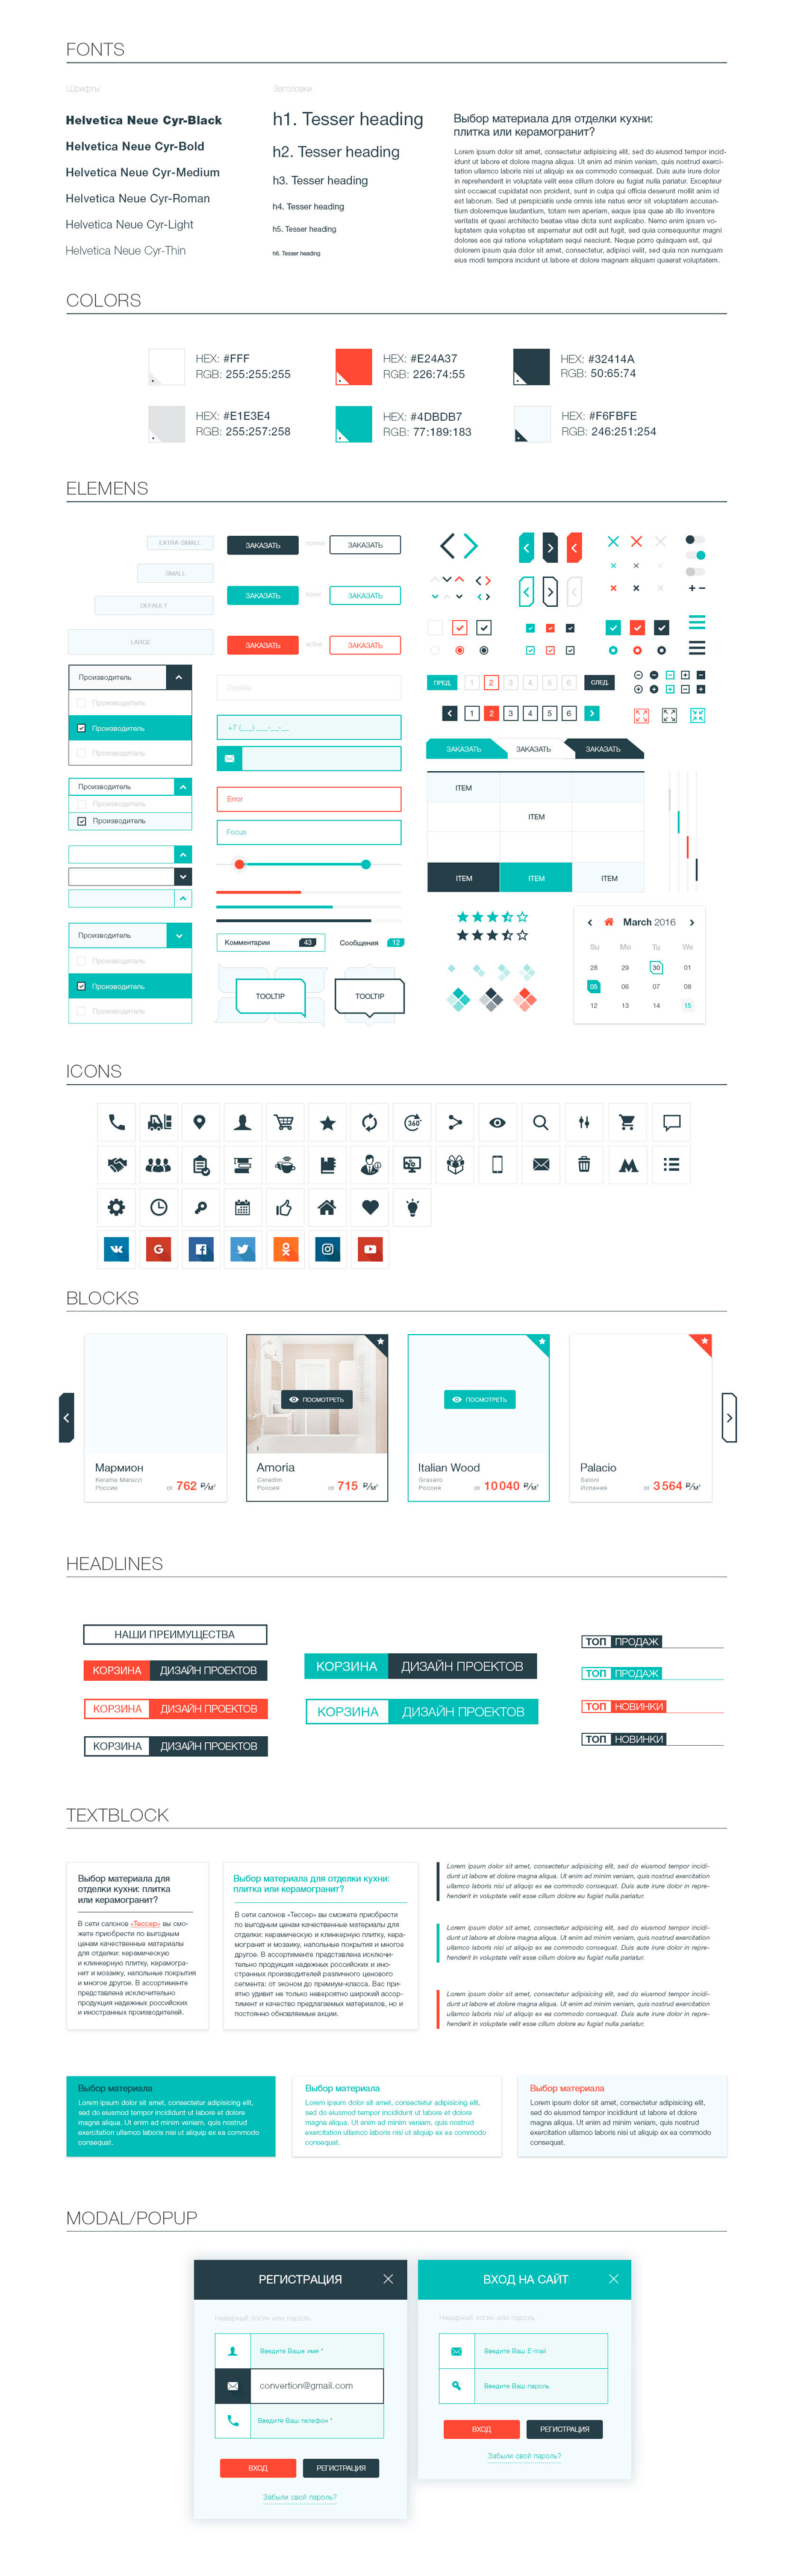 FONTS
Шрифты
Helvetica Neue Cyr-Black
Helvetica Neue Cyr-Bold
Helvetica Neue Cyr-Medium
Helvetica Neue Cyr-Roman
Helvetica Neue Cyr-Light
Helvetica Neue Cyr-Thin
Заголовки
h1. Tesser heading
h2. Tesser heading
h3. Tesser heading
h4. Tesser heading
h5. Tesser heading
h6. Tesser heading
Выбор материала для отделки кухни:
плитка или керамогранит?
Lorem ipsum dolor sit amet, consectetur adipisicing elit, sed do eiusmod tempor inc-
idunt ut labore et dolore magna aliqua. Ut enim ad minim veniam, quis nostrud exerci-
tation ullamco laboris nisi ut aliquip ex ea commodo consequat. Duis aute irure dolor
in reprehenderit in voluptate velit esse cillum dolore eu fugiat nulla pariatur. Excepteur
sint occaecat cupidatat non proident, sunt in culpa qui officia deserunt mollit anim id
est laborum. Sed ut perspiciatis unde omnis iste natus error sit voluptatem accusan-
tium doloremque laudantium, totam rem aperiam, eaque ipsa quae ab illo inventore
veritatis et quasi architecto beatae vitae dicta sunt explicabo. Nemo enim ipsam vo-
luptatem quia voluptas sit aspernatur aut odit aut fugit, sed quia consequuntur magni
dolores eos qui ratione voluptatem sequi nesciunt. Neque porro quisquam est, qui
dolorem ipsum quia dolor sit amet, consectetur, adipisci velit, sed quia non numquam
eius modi tempora incidunt ut labore et dolore magnam aliquam quaerat voluptatem.
COLORS
HEX: #FFF
RGB: 255:255:255
HEX: #E24A37
RGB: 226:74:55
HEX: #32414A
RGB: 50:65:74
HEX: #E1E3E4
RGB: 255:257:258
HEX: #4DBDB7
RGB: 77:189:183
HEX: #F6FBFE
RGB: 246:251:254
ELEMENS
EXTRA-SMALL
SMALL
DEFAULT
LARGE
ЗАКАЗАТЬ normal ЗАКАЗАТЬ
ЗАКАЗАТЬ hover ЗАКАЗАТЬ
ЗАКАЗАТЬ active ЗАКАЗАТЬ
Производитель
Производитель
Производитель
Производитель
Производитель
Производитель
Производитель
Производитель
Производитель
Производитель
Производитель
Disable
+7 (___) ___-__-__
Error
Focus
Комментарии 43
Сообщения 12
TOOLTIP
TOOLTIP
ПРЕД. 1 2 3 4 5 6 СЛЕД.
1 2 3 4 5 6
ЗАКАЗАТЬ ЗАКАЗАТЬ ЗАКАЗАТЬ
ITEM
ITEM
ITEM ITEM ITEM
March 2016
Su Mo Tu We
28 29 30 01
05 06 07 08
12 13 14 15
ICONS
360°
BLOCKS
Мармион
Kerama Marazzi
Россия
от 762 ₽/м²
ПОСМОТРЕТЬ
Amoria
Ceradim
Россия
от 715 ₽/м²
ПОСМОТРЕТЬ
Italian Wood
Grasaro
Россия
от 10 040 ₽/м²
Palacio
Saloni
Испания
от 3 564 ₽/м²
HEADLINES
НАШИ ПРЕИМУЩЕСТВА
КОРЗИНА ДИЗАЙН ПРОЕКТОВ
КОРЗИНА ДИЗАЙН ПРОЕКТОВ
КОРЗИНА ДИЗАЙН ПРОЕКТОВ
КОРЗИНА ДИЗАЙН ПРОЕКТОВ
КОРЗИНА ДИЗАЙН ПРОЕКТОВ
ТОП ПРОДАЖ
ТОП ПРОДАЖ
ТОП НОВИНКИ
ТОП НОВИНКИ
TEXTBLOCK
Выбор материала для
отделки кухни: плитка
или керамогранит?
В сети салонов «Тессер» вы смо-
жете приобрести по выгодным
ценам качественные материалы
для отделки: керамическую
и клинкерную плитку, керамогра-
нит и мозаику, напольные покрытия
и многое другое. В ассортименте
представлена исключительно
продукция надежных российских
и иностранных производителей.
Выбор материала для отделки кухни:
плитка или керамогранит?
В сети салонов «Тессер» вы сможете приобрести
по выгодным ценам качественные материалы для
отделки: керамическую и клинкерную плитку, кера-
могранит и мозаику, напольные покрытия и многое
другое. В ассортименте представлена исключи-
тельно продукция надежных российских и ино-
странных производителей различного ценового
сегмента: от эконом до премиум-класса. Вас при-
ятно удивит не только невероятно широкий ассор-
тимент и качество предлагаемых материалов, но и
постоянно обновляемые акции.
Lorem ipsum dolor sit amet, consectetur adipisicing elit, sed do eiusmod tempor incidi-
dunt ut labore et dolore magna aliqua. Ut enim ad minim veniam, quis nostrud exercitation
ullamco laboris nisi ut aliquip ex ea commodo consequat. Duis aute irure dolor in repre-
henderit in voluptate velit esse cillum dolore eu fugiat nulla pariatur.
Lorem ipsum dolor sit amet, consectetur adipisicing elit, sed do eiusmod tempor incidi-
dunt ut labore et dolore magna aliqua. Ut enim ad minim veniam, quis nostrud exercitation
ullamco laboris nisi ut aliquip ex ea commodo consequat. Duis aute irure dolor in repre-
henderit in voluptate velit esse cillum dolore eu fugiat nulla pariatur.
Lorem ipsum dolor sit amet, consectetur adipisicing elit, sed do eiusmod tempor incidi-
dunt ut labore et dolore magna aliqua. Ut enim ad minim veniam, quis nostrud exercitation
ullamco laboris nisi ut aliquip ex ea commodo consequat. Duis aute irure dolor in repre-
henderit in voluptate velit esse cillum dolore eu fugiat nulla pariatur.
Выбор материала
Lorem ipsum dolor sit amet, consectetur adipisicing elit,
sed do eiusmod tempor incididunt ut labore et dolore
magna aliqua. Ut enim ad minim veniam, quis nostrud
exercitation ullamco laboris nisi ut aliquip ex ea commodo
consequat.
Выбор материала
Lorem ipsum dolor sit amet, consectetur adipisicing elit,
sed do eiusmod tempor incididunt ut labore et dolore
magna aliqua. Ut enim ad minim veniam, quis nostrud
exercitation ullamco laboris nisi ut aliquip ex ea commodo
consequat.
Выбор материала
Lorem ipsum dolor sit amet, consectetur adipisicing elit,
sed do eiusmod tempor incididunt ut labore et dolore
magna aliqua. Ut enim ad minim veniam, quis nostrud
exercitation ullamco laboris nisi ut aliquip ex ea commodo
consequat.
MODAL/POPUP
РЕГИСТРАЦИЯ
Неверный логин или пароль
Введите Ваше имя *
convertion@gmail.com
Введите Ваш телефон *
ВХОД РЕГИСТРАЦИЯ
Забыли свой пароль?
ВХОД НА САЙТ
Неверный логин или пароль
Введите Ваш E-mail
Введите Ваш пароль
ВХОД РЕГИСТРАЦИЯ
Забыли свой пароль?